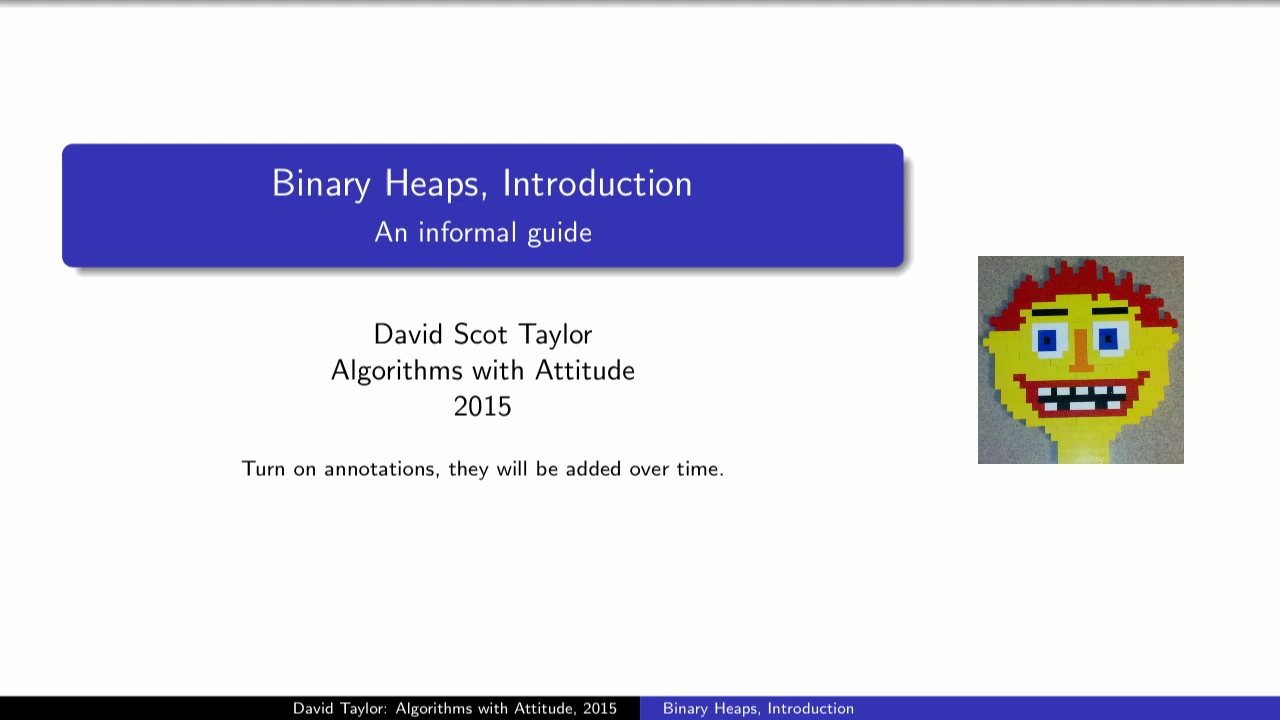 Binary Heaps, Introduction
An informal guide
David Scot Taylor
Algorithms with Attitude
2015
Turn on annotations, they will be added over time.
David Taylor: Algorithms with Attitude, 2015
Binary Heaps, Introduction